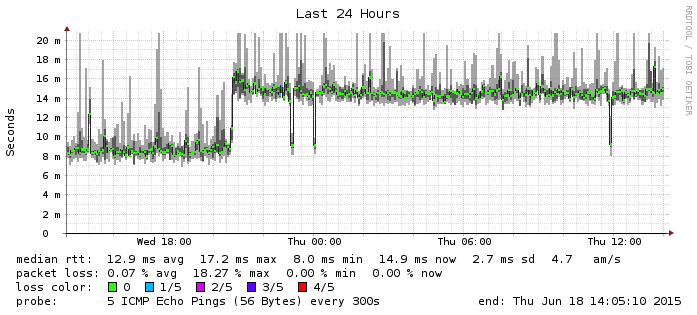 Last 24 Hours
RRDTOOL / TOBI OETIKER
Seconds
20 m
18 m
16 m
14 m
12 m
10 m
8 m
6 m
4 m
2 m
0
Wed 18:00 Thu 00:00 Thu 06:00 Thu 12:00
median rtt: 12.9 ms avg 17.2 ms max 8.0 ms min 14.9 ms now 2.7 ms sd 4.7 am/s
packet loss: 0.07 % avg 18.27 % max 0.00 % min 0.00 % now
loss color: 0 1/5 2/5 3/5 4/5
probe: 5 ICMP Echo Pings (56 Bytes) every 300s end: Thu Jun 18 14:05:10 2015